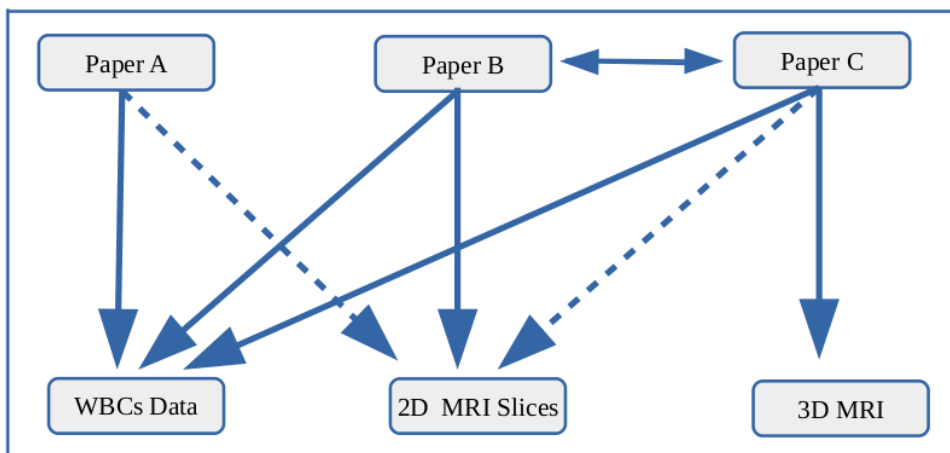 Paper A
Paper B
Paper C
WBCs Data
2D MRI Slices
3D MRI